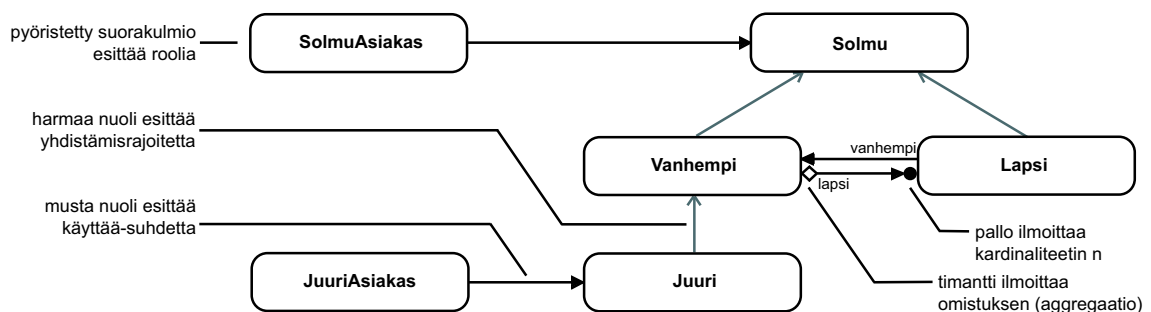 pyöristetty suorakulmio
esittää roolia
SolmuAsiakas
Solmu
harmaa nuoli esittää
yhdistämisrajoitetta
Vanhempi
vanhempi
lapsi
Lapsi
musta nuoli esittää
käyttää-suhdetta
pallo ilmoittaa
kardinaliteetin n
JuuriAsiakas
Juuri
timantti ilmoittaa
omistuksen (aggregaatio)